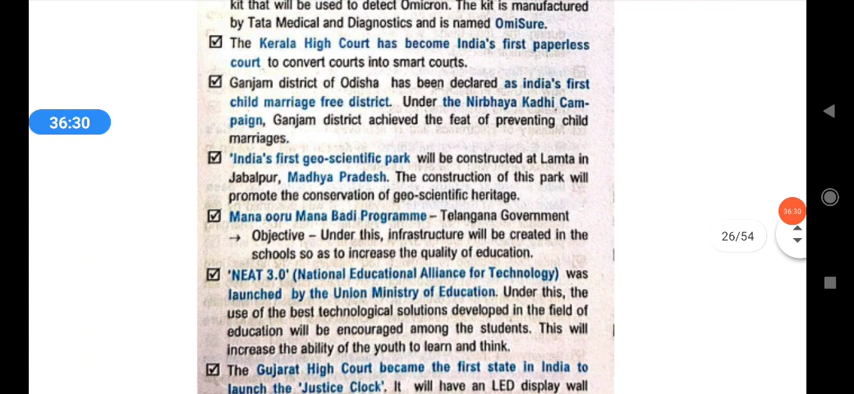 kit that will be used to detect Omicron. The kit is manufactured
by Tata Medical and Diagnostics and is named OmiSure.
☑ The Kerala High Court has become India's first paperless
court to convert courts into smart courts.
☑ Ganjam district of Odisha has been declared as india's first
child marriage free district. Under the Nirbhaya Kadhi Cam-
paign, Ganjam district achieved the feat of preventing child
marriages.
☑ 'India's first geo-scientific park will be constructed at Lamta in
Jabalpur, Madhya Pradesh. The construction of this park will
promote the conservation of geo-scientific heritage.
☑ Mana ooru Mana Badi Programme – Telangana Government
→ Objective – Under this, infrastructure will be created in the
schools so as to increase the quality of education.
☑ 'NEAT 3.0' (National Educational Alliance for Technology) was
launched by the Union Ministry of Education. Under this, the
use of the best technological solutions developed in the field of
education will be encouraged among the students. This will
increase the ability of the youth to learn and think.
☑ The Gujarat High Court became the first state in India to
launch the 'Justice Clock'. It will have an LED display wall
36:30
36:30
26/54